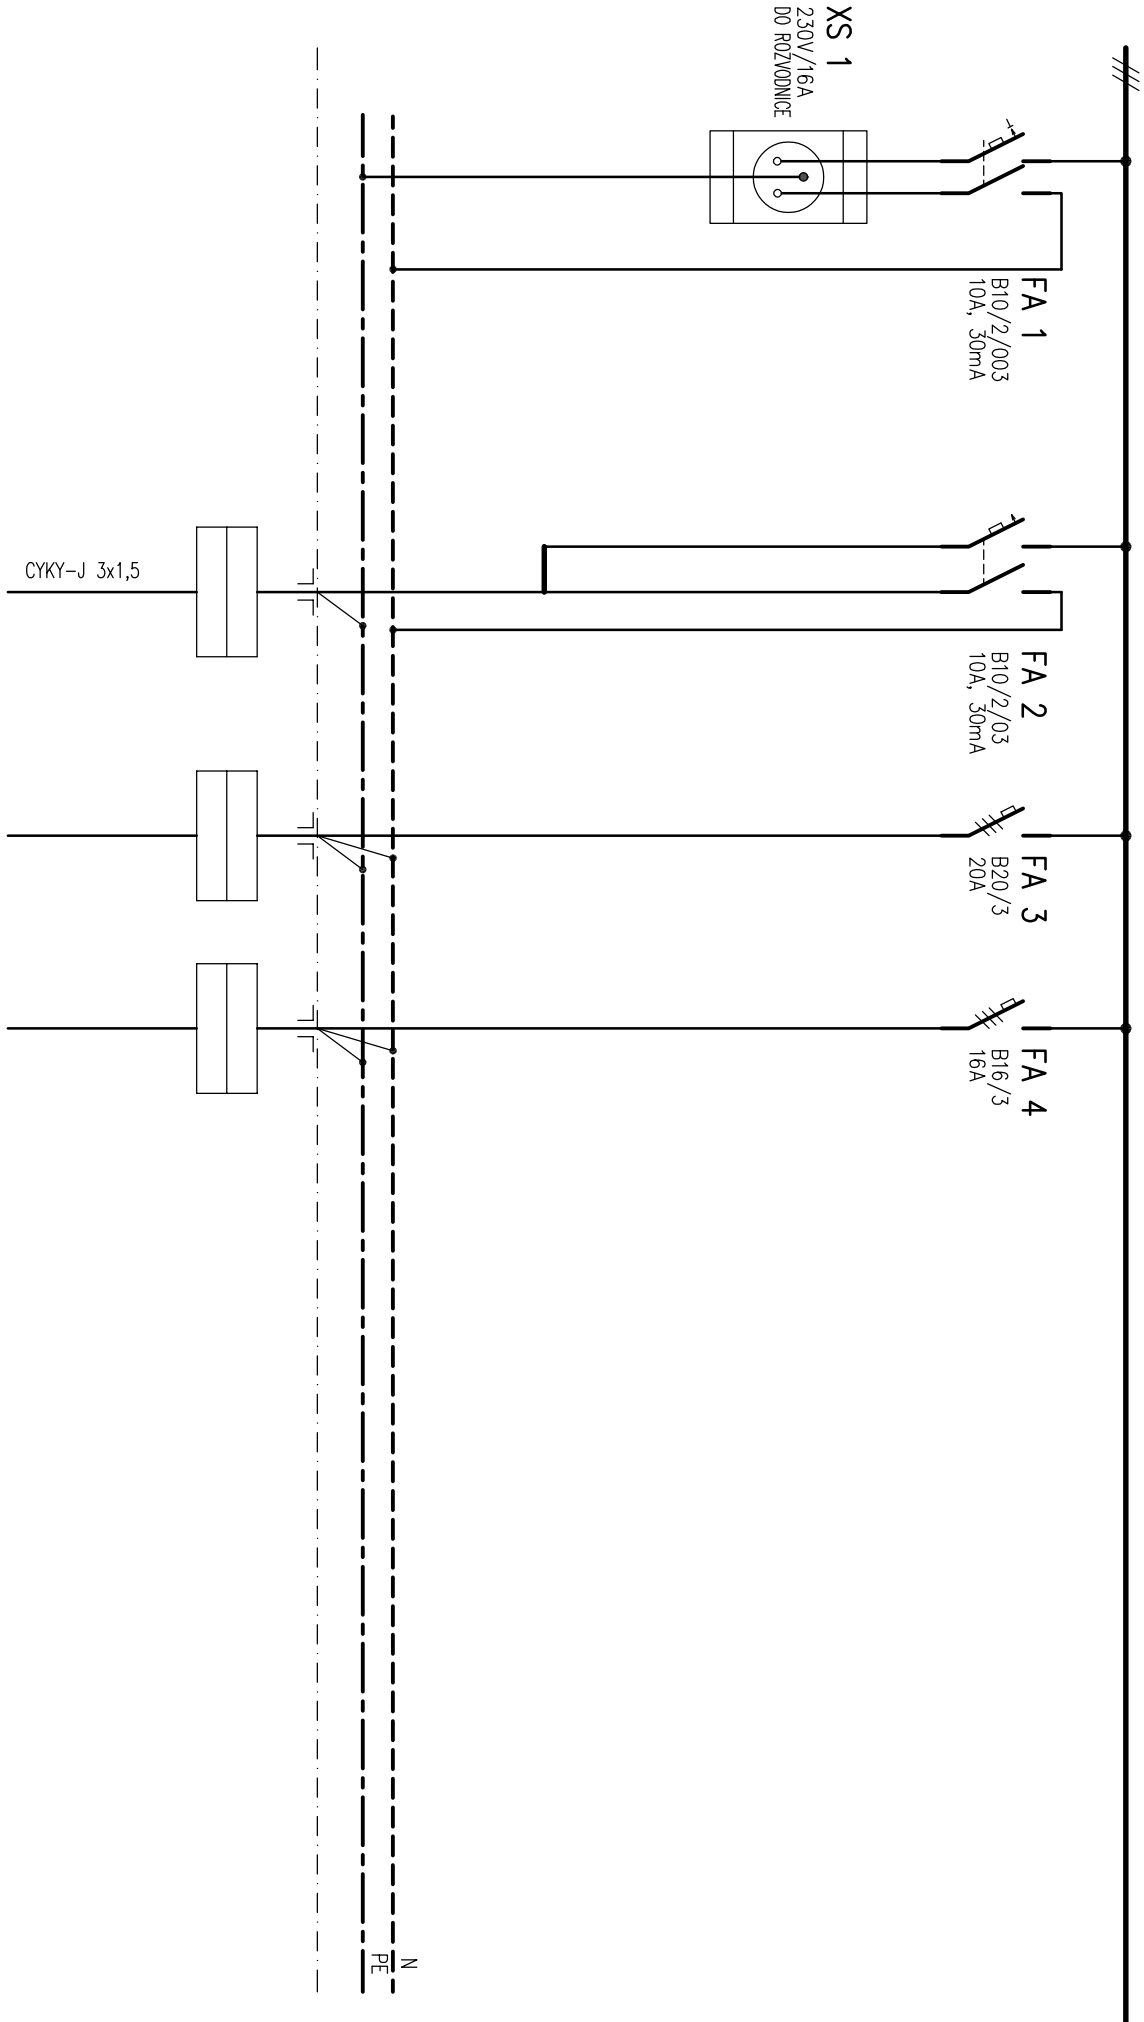 XS 1
230V/16A
DO ROZVODNICE
FA 1
B10/2/003
10A, 30mA
FA 2
B10/2/03
10A, 30mA
FA 3
B20/3
20A
FA 4
B16/3
16A
CYKY-J 3x1,5
N
PE